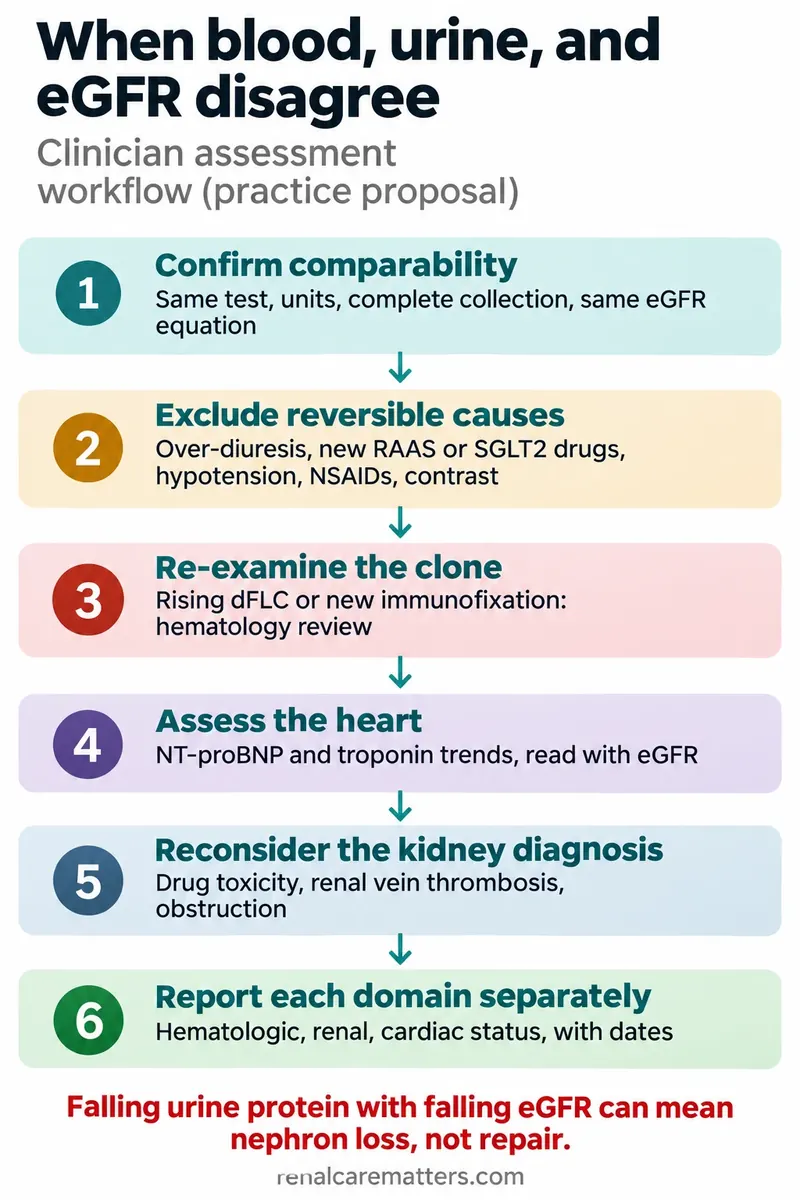 When blood, urine, and
eGFR disagree
Clinician assessment
workflow (practice proposal)
1
Confirm comparability
Same test, units, complete collection, same eGFR
equation
2
Exclude reversible causes
Over-diuresis, new RAAS or SGLT2 drugs,
hypotension, NSAIDs, contrast
3
Re-examine the clone
Rising dFLC or new immunofixation:
hematology review
4
Assess the heart
NT-proBNP and troponin trends, read with eGFR
5
Reconsider the kidney diagnosis
Drug toxicity, renal vein thrombosis,
obstruction
6
Report each domain separately
Hematologic, renal, cardiac status, with dates
Falling urine protein with falling eGFR can mean
nephron loss, not repair.
renalcarematters.com